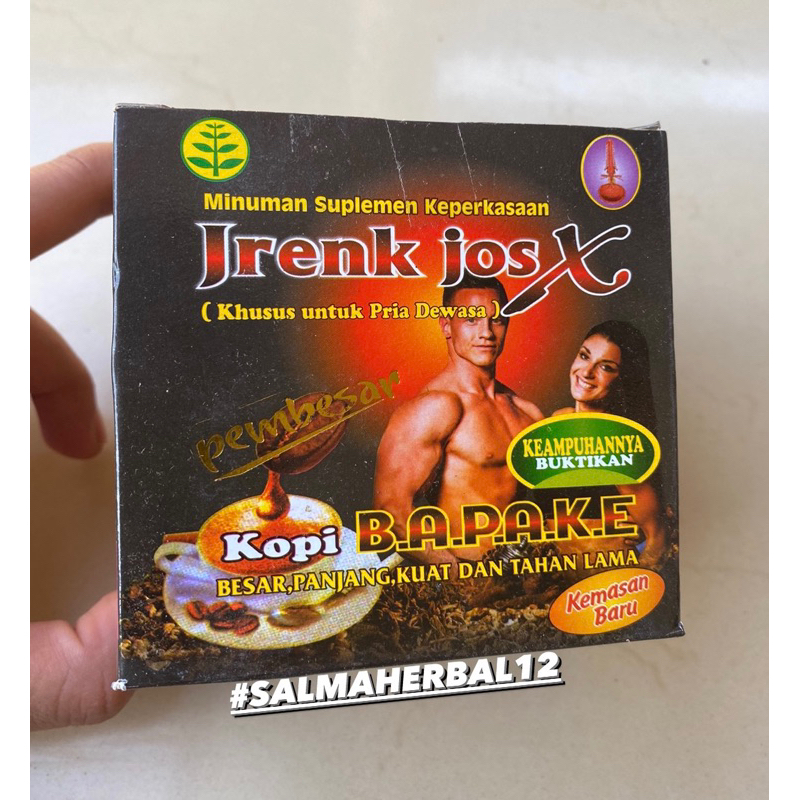 Minuman Suplemen Keperkasaan
Jrenk jos X
( Khusus untuk Pria Dewasa )
pembesar
KEAMPUHANNYA
BUKTIKAN
Kopi B.A.P.A.K.E
BESAR,PANJANG,KUAT DAN TAHAN LAMA
Kemasan
Baru
#SALMAHERBAL12